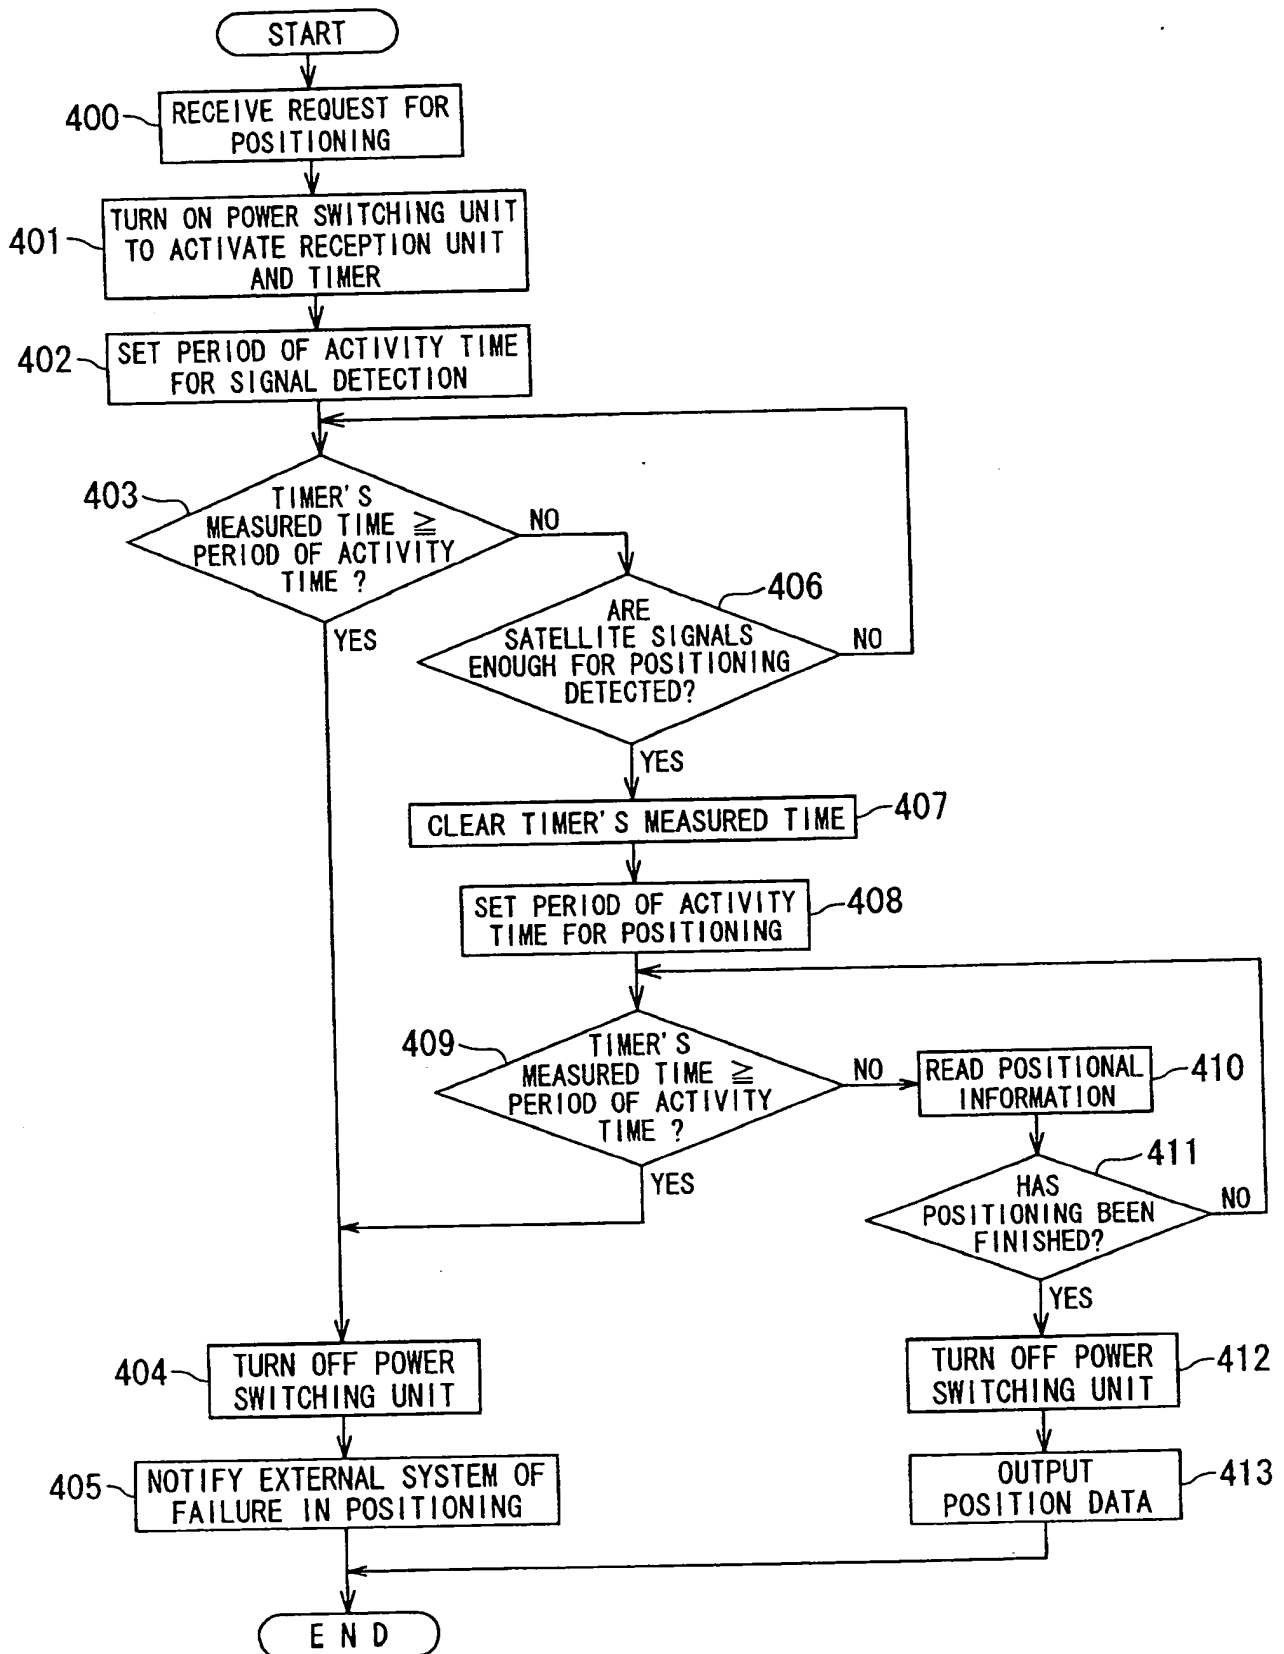 START
400
RECEIVE REQUEST FOR
POSITIONING
401
TURN ON POWER SWITCHING UNIT
TO ACTIVATE RECEPTION UNIT
AND TIMER
402
SET PERIOD OF ACTIVITY TIME
FOR SIGNAL DETECTION
403
TIMER'S
MEASURED TIME ≧
PERIOD OF ACTIVITY
TIME ?
NO
YES
406
ARE
SATELLITE SIGNALS
ENOUGH FOR POSITIONING
DETECTED?
NO
YES
CLEAR TIMER'S MEASURED TIME
407
SET PERIOD OF ACTIVITY
TIME FOR POSITIONING
408
409
TIMER'S
MEASURED TIME ≧
PERIOD OF ACTIVITY
TIME ?
NO
YES
READ POSITIONAL
INFORMATION
410
411
HAS
POSITIONING BEEN
FINISHED?
NO
YES
404
TURN OFF POWER
SWITCHING UNIT
TURN OFF POWER
SWITCHING UNIT
412
405
NOTIFY EXTERNAL SYSTEM OF
FAILURE IN POSITIONING
OUTPUT
POSITION DATA
413
END